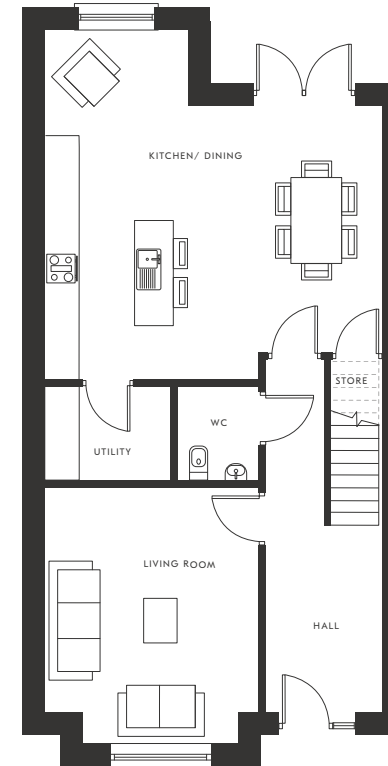 KITCHEN/ DINING
STORE
WC
UTILITY
LIVING ROOM
HALL